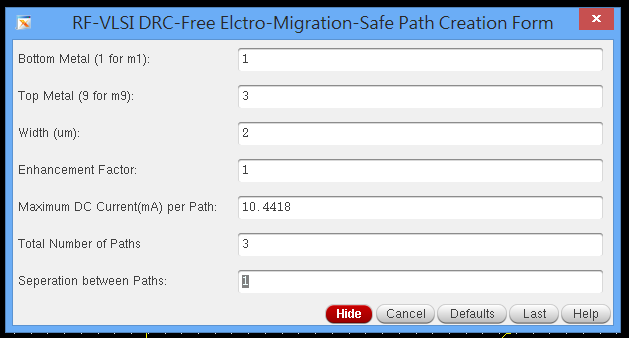 RF-VLSI DRC-Free Elctro-Migration-Safe Path Creation Form
Bottom Metal (1 for m1): 1
Top Metal (9 for m9): 3
Width (um): 2
Enhancement Factor: 1
Maximum DC Current(mA) per Path: 10.4418
Total Number of Paths 3
Seperation between Paths: 1
Hide Cancel Defaults Last Help